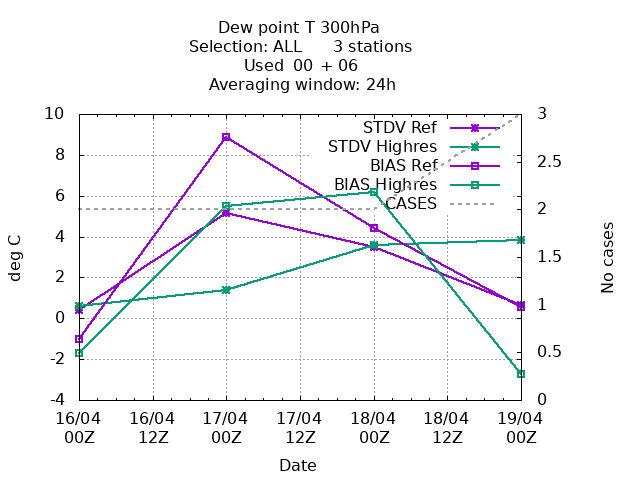 Dew point T 300hPa
Selection: ALL      3 stations
Used  00 + 06
Averaging window: 24h
10
8
6
4
2
0
-2
-4
deg C
3
2.5
2
1.5
1
0.5
0
No cases
STDV Ref
STDV Highres
BIAS Ref
BIAS Highres
CASES
16/04 16/04 17/04 17/04 18/04 18/04 19/04
00Z 12Z 00Z 12Z 00Z 12Z 00Z
Date